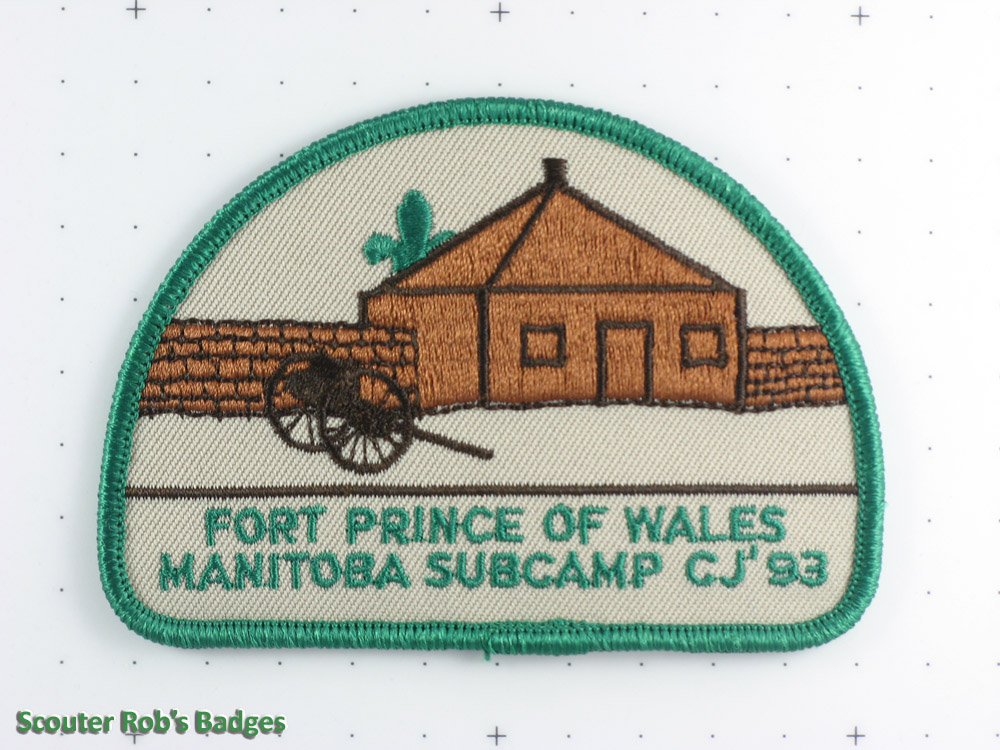 FORT PRINCE OF WALES
MANITOBA SUBCAMP CJ'93
Scouter Rob's Badges